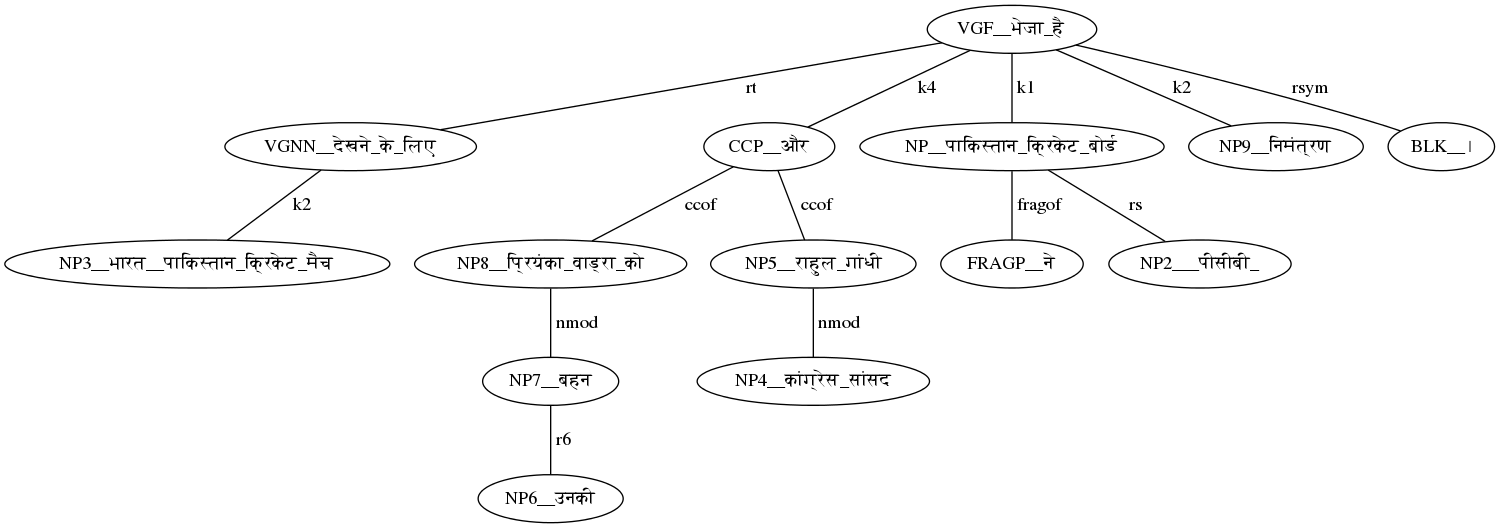 VGF__भेजा_है
rt k4 k1 k2 rsym
VGNN__देखने_के_लिए CCP__और NP__पाकिस्तान_क्रिकेट_बोर्ड NP9__निमंत्रण BLK__।
k2 ccof ccof fragof rs
NP3__भारत__पाकिस्तान_क्रिकेट_मैच NP8__प्रियंका_वाड्रा_को NP5__राहुल_गांधी FRAGP__ने NP2___पीसीबी_
nmod nmod
NP7__बहन NP4__कांग्रेस_सांसद
r6
NP6__उनकी